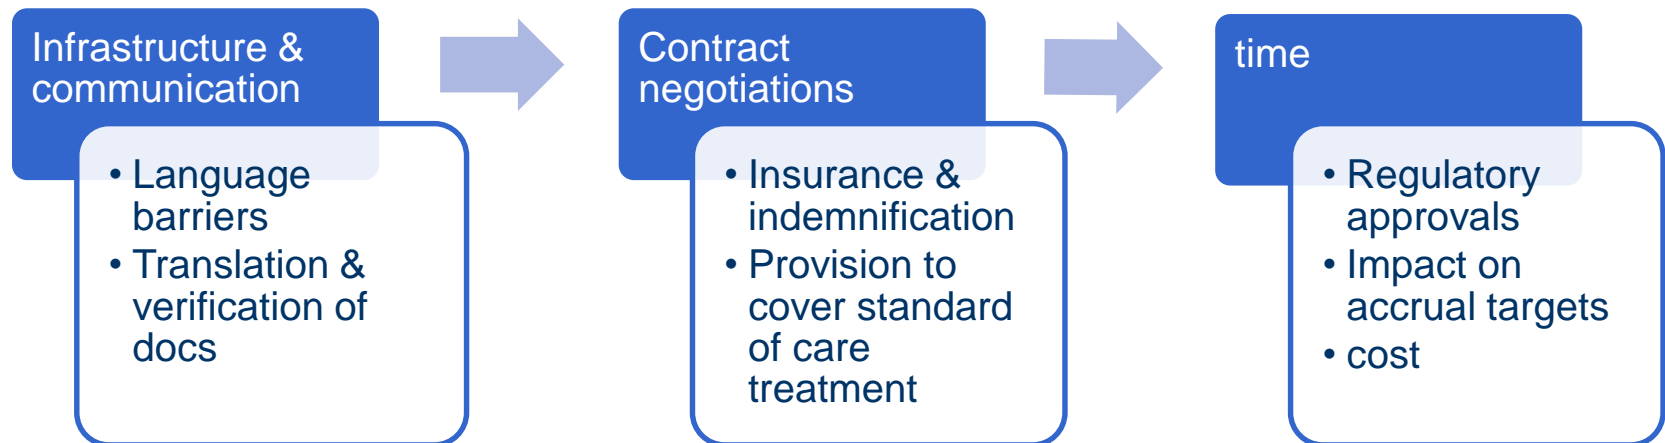 Infrastructure &
communication
• Language
barriers
• Translation &
verification of
docs
Contract
negotiations
• Insurance &
indemnification
• Provision to
cover standard
of care
treatment
time
• Regulatory
approvals
• Impact on
accrual targets
• cost